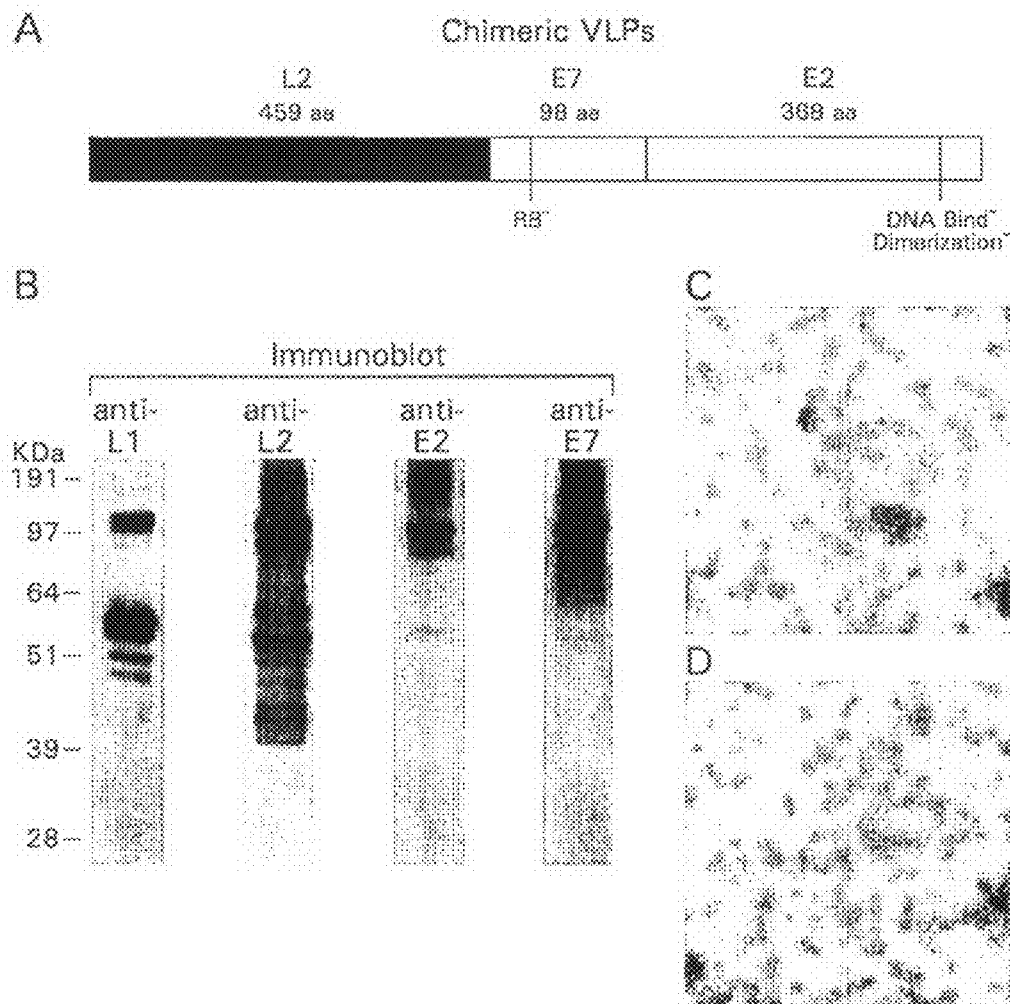 A
Chimeric VLPs
L2 E7 E2
459 aa 98 aa 368 aa
RB⁻ DNA Bind⁻
Dimerization⁻
B
Immunoblot
anti- anti- anti- anti-
L1 L2 E2 E7
KDa
191
97
64
51
39
28
C
D